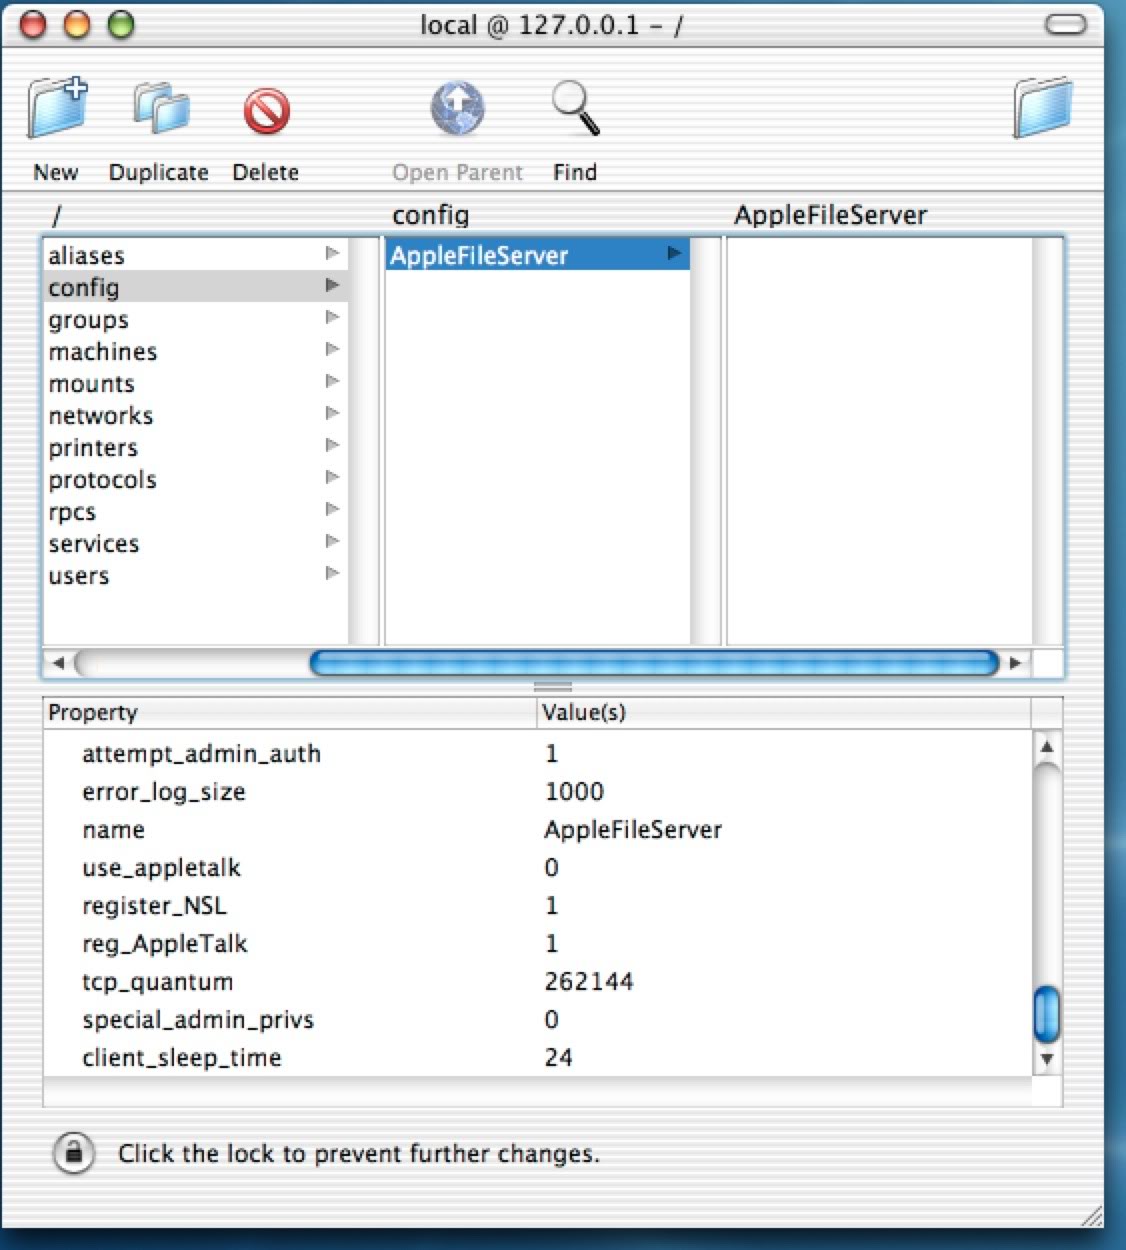 local @ 127.0.0.1 – /
New Duplicate Delete Open Parent Find
/ config AppleFileServer
aliases AppleFileServer
config
groups
machines
mounts
networks
printers
protocols
rpcs
services
users
Property Value(s)
attempt_admin_auth 1
error_log_size 1000
name AppleFileServer
use_appletalk 0
register_NSL 1
reg_AppleTalk 1
tcp_quantum 262144
special_admin_privs 0
client_sleep_time 24
Click the lock to prevent further changes.